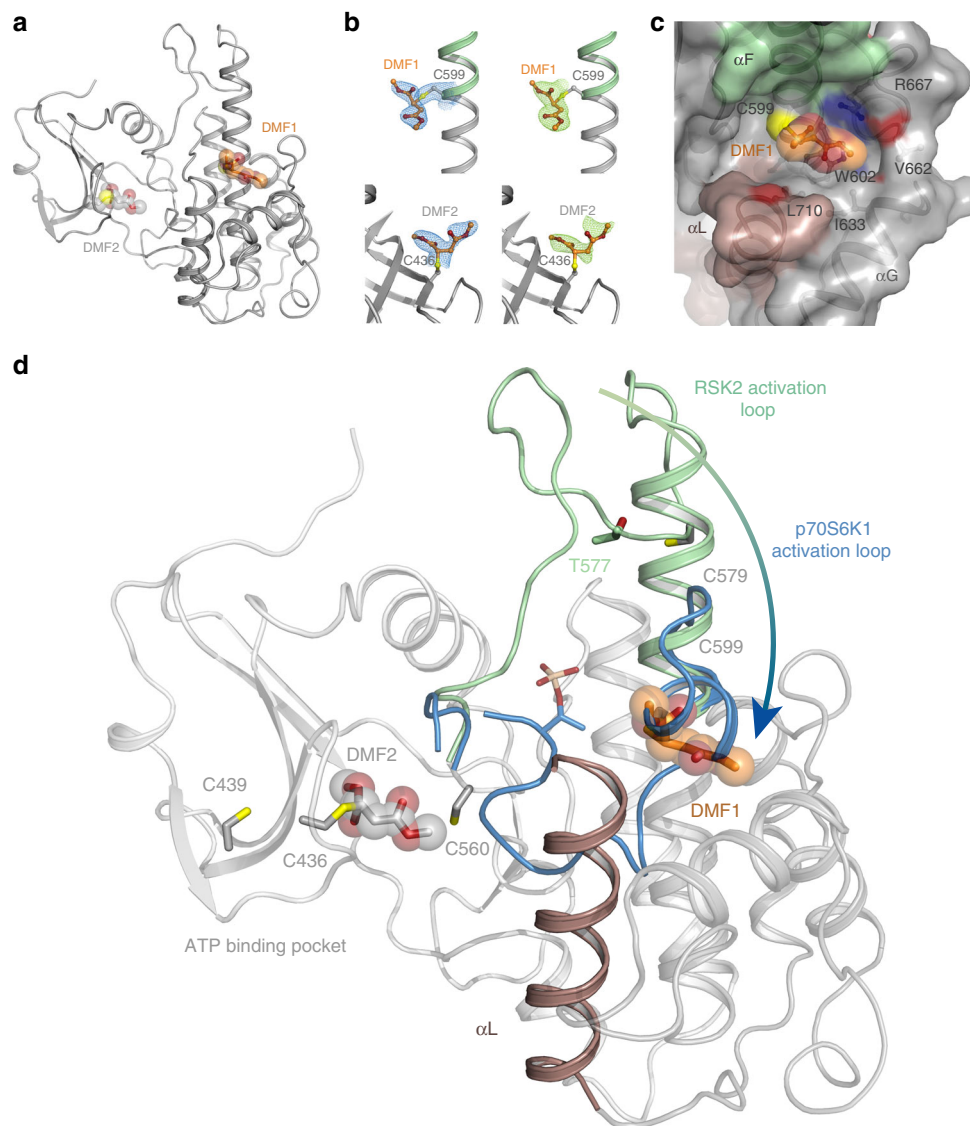 a
DMF1
DMF2
b
DMF1
C599
DMF1
C599
DMF2
C436
DMF2
C436
c
αF
R667
C599
DMF1
W602
V662
L710
I633
αL
αG
d
RSK2 activation
loop
p70S6K1
activation loop
T577
C579
C599
DMF2
C439
C436
C560
DMF1
ATP binding pocket
αL